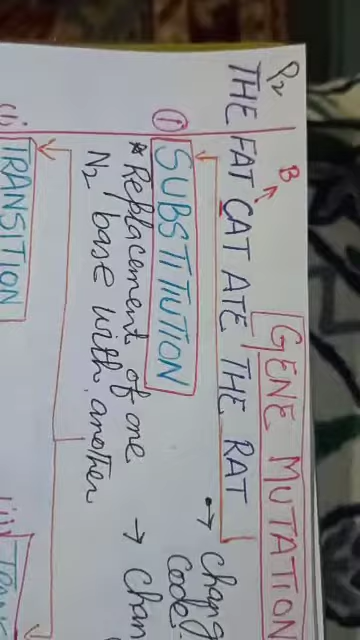 GENE MUTATION
B
THE FAT CAT ATE THE RAT
→ Chang
Code
① SUBSTITUTION
* Replacement of one
N₂ base with another
→ Chan
(i) TRANSITION